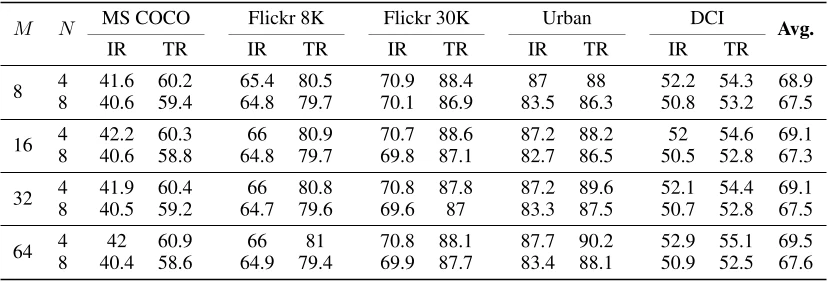 M N MS COCO Flickr 8K Flickr 30K Urban DCI Avg.
IR TR IR TR IR TR IR TR IR TR
8 4 41.6 60.2 65.4 80.5 70.9 88.4 87 88 52.2 54.3 68.9
8 40.6 59.4 64.8 79.7 70.1 86.9 83.5 86.3 50.8 53.2 67.5
16 4 42.2 60.3 66 80.9 70.7 88.6 87.2 88.2 52 54.6 69.1
8 40.6 58.8 64.8 79.7 69.8 87.1 82.7 86.5 50.5 52.8 67.3
32 4 41.9 60.4 66 80.8 70.8 87.8 87.2 89.6 52.1 54.4 69.1
8 40.5 59.2 64.7 79.6 69.6 87 83.3 87.5 50.7 52.8 67.5
64 4 42 60.9 66 81 70.8 88.1 87.7 90.2 52.9 55.1 69.5
8 40.4 58.6 64.9 79.4 69.9 87.7 83.4 88.1 50.9 52.5 67.6